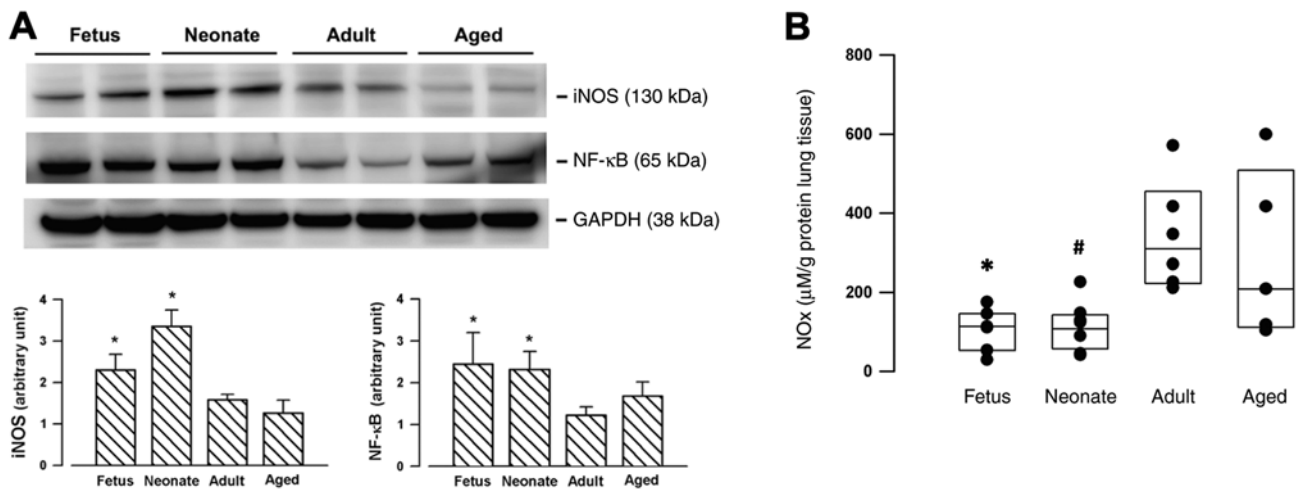 A
Fetus Neonate Adult Aged
iNOS (130 kDa)
NF-κB (65 kDa)
GAPDH (38 kDa)
iNOS (arbitrary unit)
4
3
2
1
0
* *
Fetus Neonate Adult Aged
NF-κB (arbitrary unit)
4
3
2
1
0
* *
Fetus Neonate Adult Aged
B
NOx (µM/g protein lung tissue)
800
600
400
200
0
* #
Fetus Neonate Adult Aged